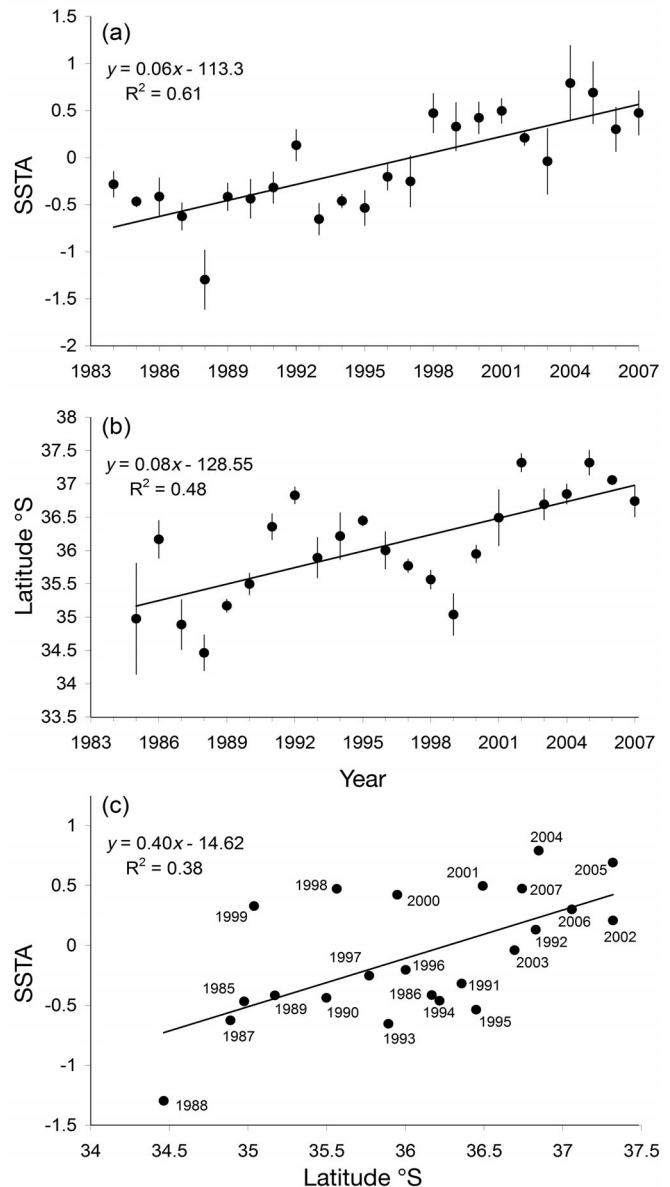 (a)
y = 0.06x - 113.3
R² = 0.61
SSTA
1.5
1
0.5
0
-0.5
-1
-1.5
-2
1983 1986 1989 1992 1995 1998 2001 2004 2007
(b)
y = 0.08x - 128.55
R² = 0.48
Latitude °S
38
37.5
37
36.5
36
35.5
35
34.5
34
33.5
1983 1986 1989 1992 1995 1998 2001 2004 2007
Year
(c)
y = 0.40x - 14.62
R² = 0.38
SSTA
1
0.5
0
-0.5
-1
-1.5
2004
2005
2001
2007
1998
2000
1999
2006
2002
1992
2003
1997
1996
1991
1985
1986
1989
1990
1994
1995
1987
1993
1988
34 34.5 35 35.5 36 36.5 37 37.5
Latitude °S